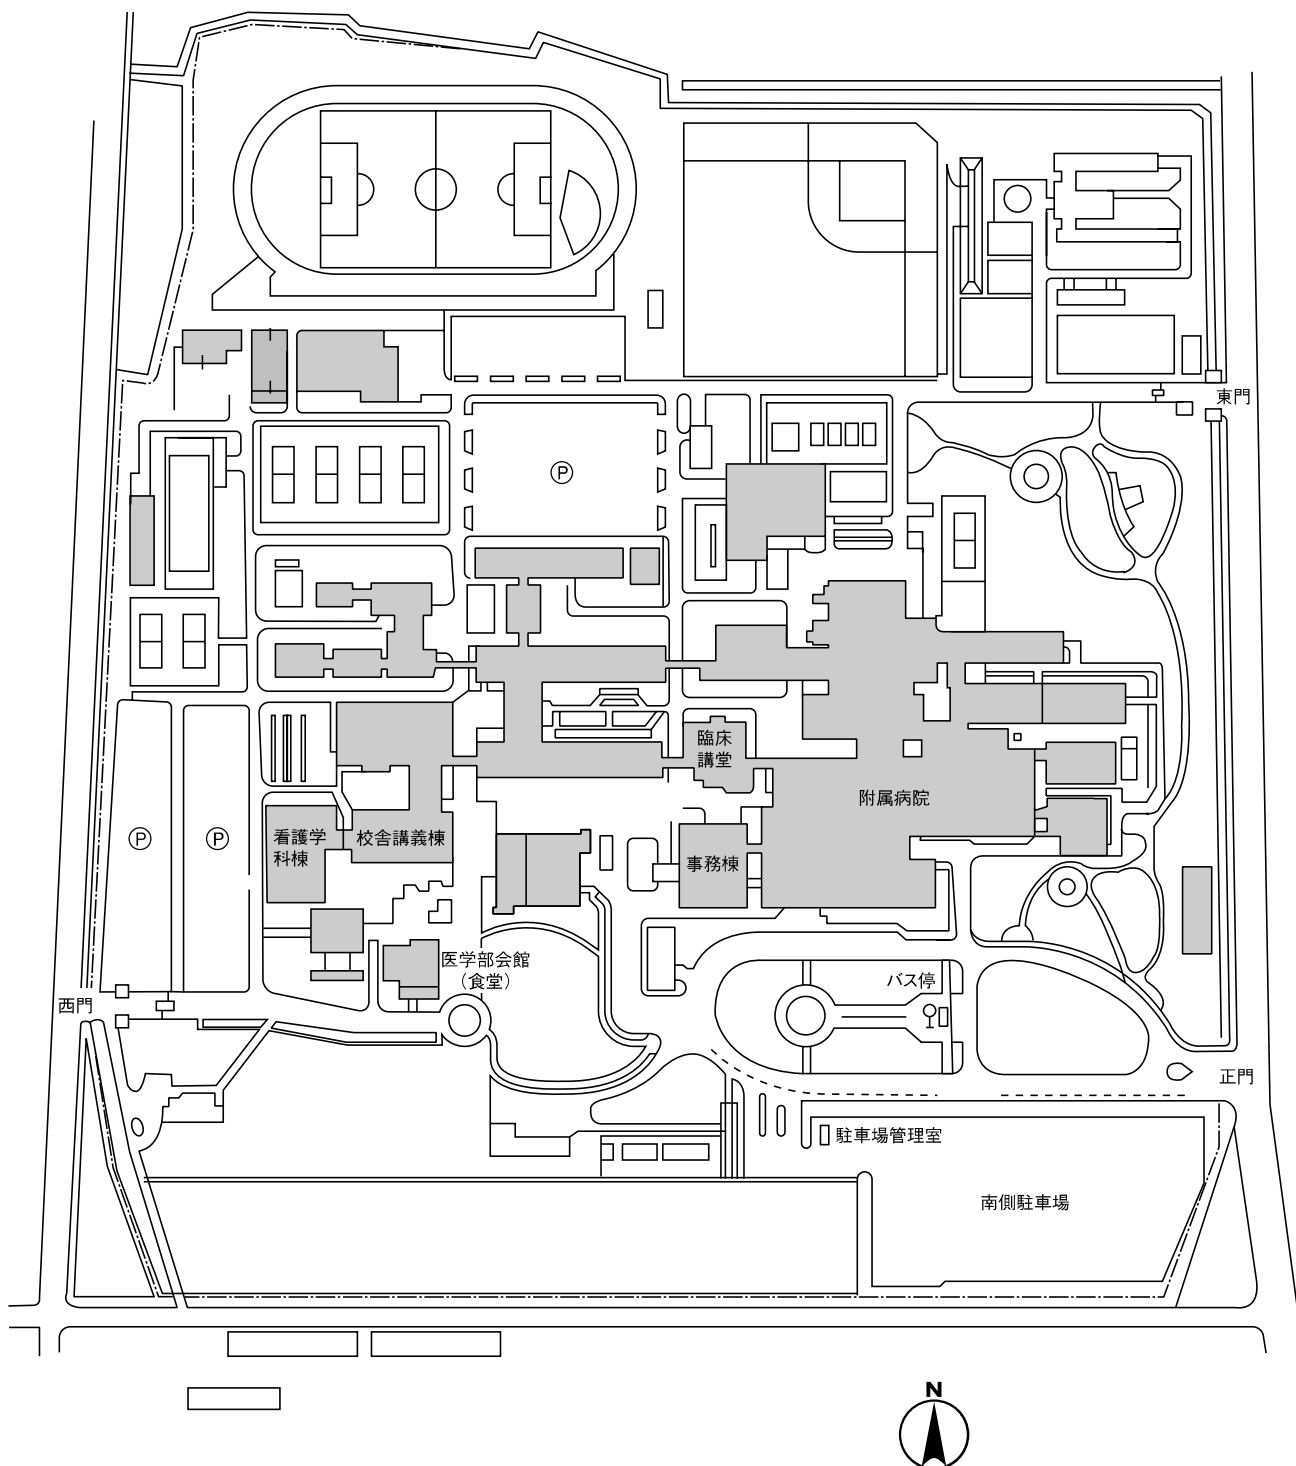 東門
Ⓟ
臨床
講堂
附属病院
Ⓟ
Ⓟ
看護学
科棟
校舎講義棟
事務棟
医学部会館
（食堂）
バス停
西門
正門
駐車場管理室
南側駐車場
N